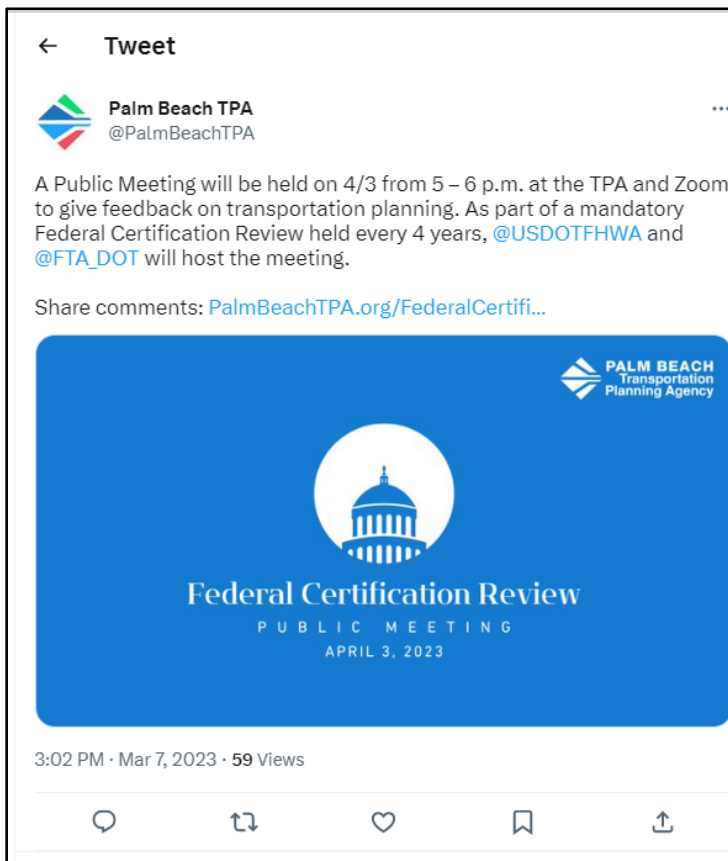 Tweet
Palm Beach TPA
@PalmBeachTPA
A Public Meeting will be held on 4/3 from 5 – 6 p.m. at the TPA and Zoom
to give feedback on transportation planning. As part of a mandatory
Federal Certification Review held every 4 years, @USDOTFHWA and
@FTA_DOT will host the meeting.
Share comments: PalmBeachTPA.org/FederalCertifi...
PALM BEACH
Transportation
Planning Agency
Federal Certification Review
PUBLIC MEETING
APRIL 3, 2023
3:02 PM · Mar 7, 2023 · 59 Views